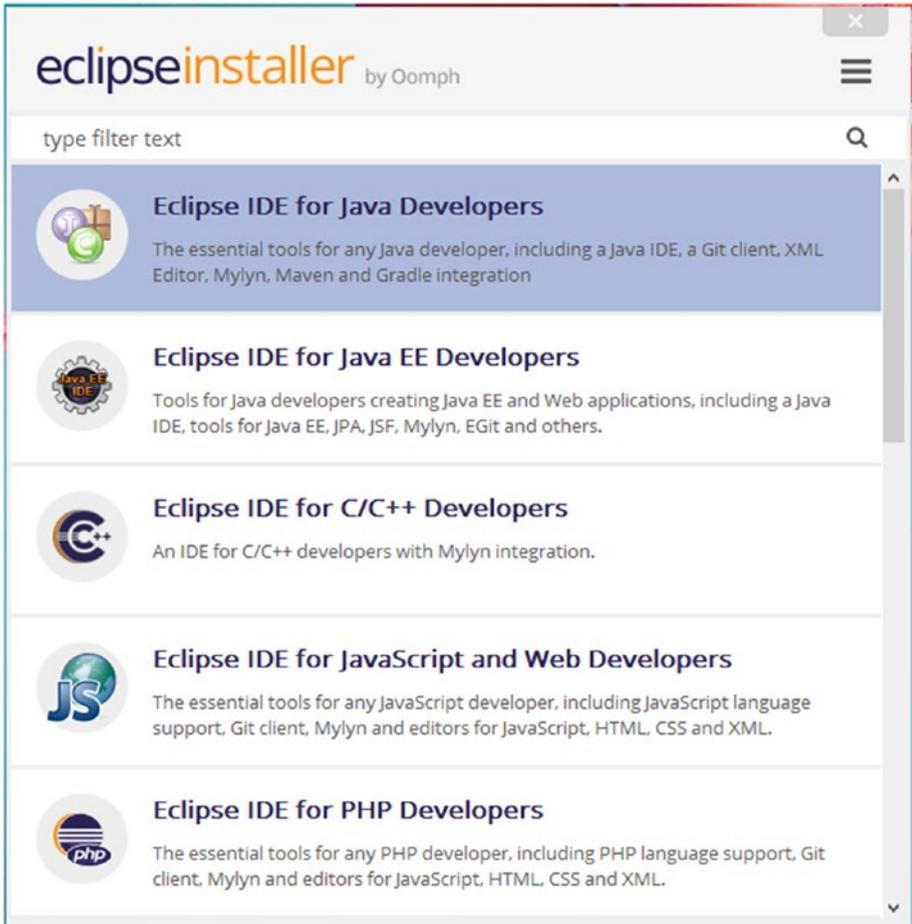 eclipseinstaller by Oomph
type filter text
Eclipse IDE for Java Developers
The essential tools for any Java developer, including a Java IDE, a Git client, XML
Editor, Mylyn, Maven and Gradle integration
Java EE
IDE
Eclipse IDE for Java EE Developers
Tools for Java developers creating Java EE and Web applications, including a Java
IDE, tools for Java EE, JPA, JSF, Mylyn, EGit and others.
C++
Eclipse IDE for C/C++ Developers
An IDE for C/C++ developers with Mylyn integration.
JS
Eclipse IDE for JavaScript and Web Developers
The essential tools for any JavaScript developer, including JavaScript language
support, Git client, Mylyn and editors for JavaScript, HTML, CSS and XML.
php
Eclipse IDE for PHP Developers
The essential tools for any PHP developer, including PHP language support, Git
client, Mylyn and editors for JavaScript, HTML, CSS and XML.